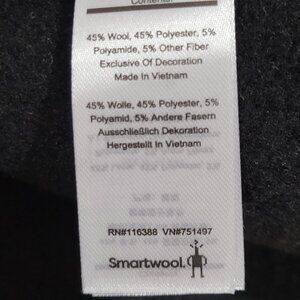 45% Wool, 45% Polyester, 5%
Polyamide, 5% Other Fiber
Exclusive Of Decoration
Made In Vietnam
45% Wolle, 45% Polyester, 5%
Polyamid, 5% Andere Fasern
Ausschließlich Dekoration
Hergestellt In Vietnam
RN#116388 VN#751497
Smartwool.